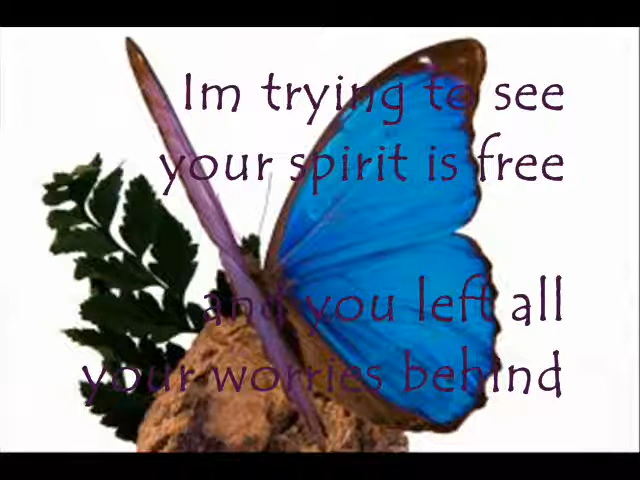 Im trying to see
your spirit is free
and you left all
your worries behind